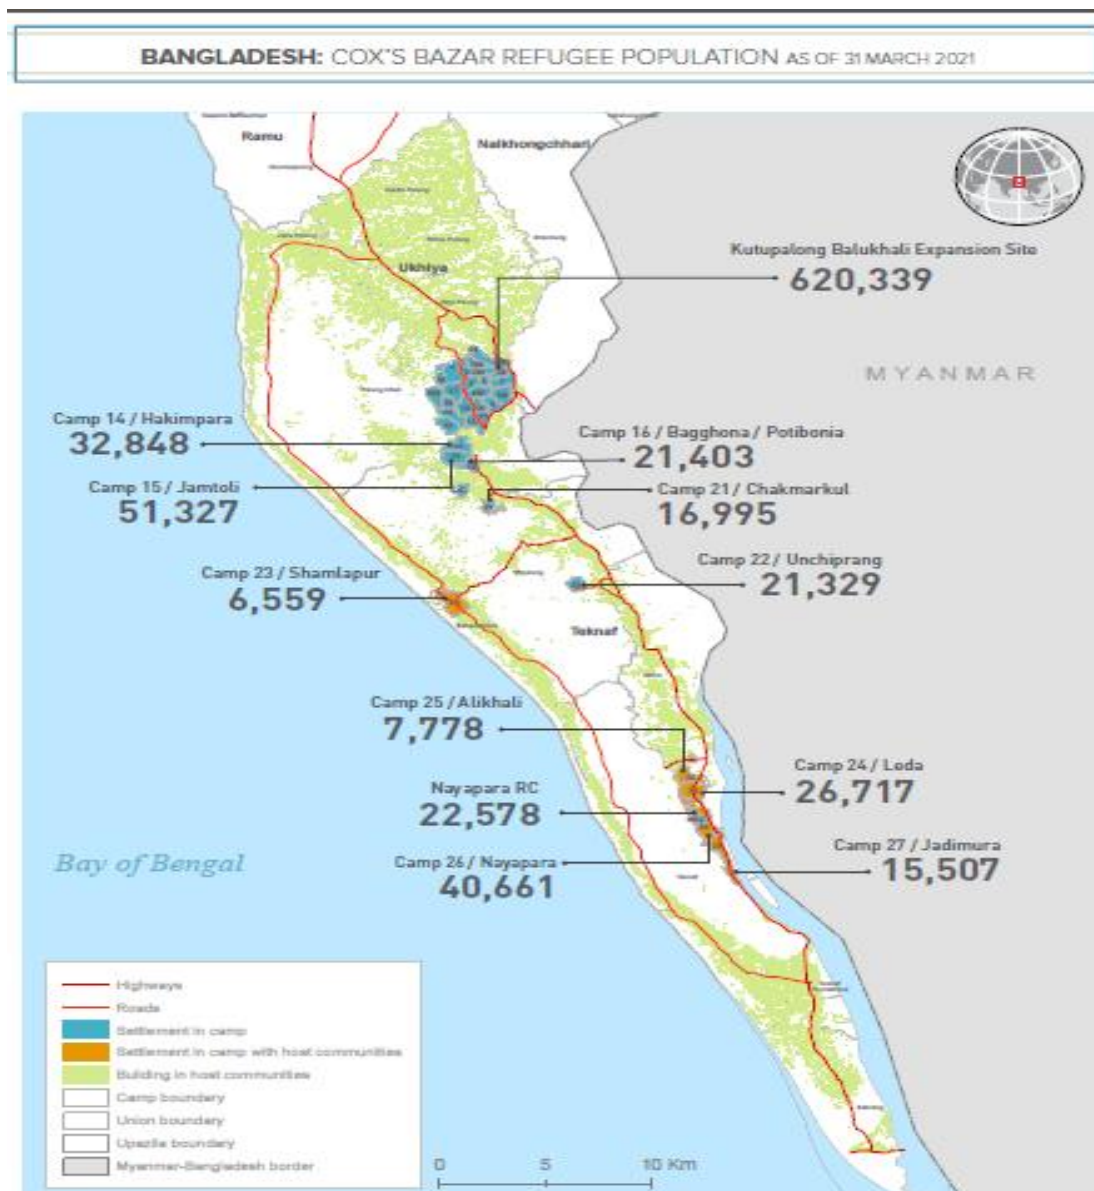 BANGLADESH: COX'S BAZAR REFUGEE POPULATION AS OF 31 MARCH 2021
Ramu
Naikhongchhari
Ukhiya
Kutupalong Balukhali Expansion Site
620,339
MYANMAR
Camp 14 / Hakimpara
32,848
Camp 16 / Bagghona / Potibonia
21,403
Camp 15 / Jamtoli
51,327
Camp 21 / Chakmarkul
16,995
Camp 22 / Unchiprang
21,329
Camp 23 / Shamlapur
6,559
Teknaf
Camp 25 / Alikhali
7,778
Camp 24 / Leda
26,717
Nayapara RC
22,578
Camp 27 / Jadimura
15,507
Camp 26 / Nayapara
40,661
Bay of Bengal
Highways
Roads
Settlement in camp
Settlement in camp with host communities
Building in host communities
Camp boundary
Union boundary
Upazila boundary
Myanmar-Bangladesh border
0 5 10 Km